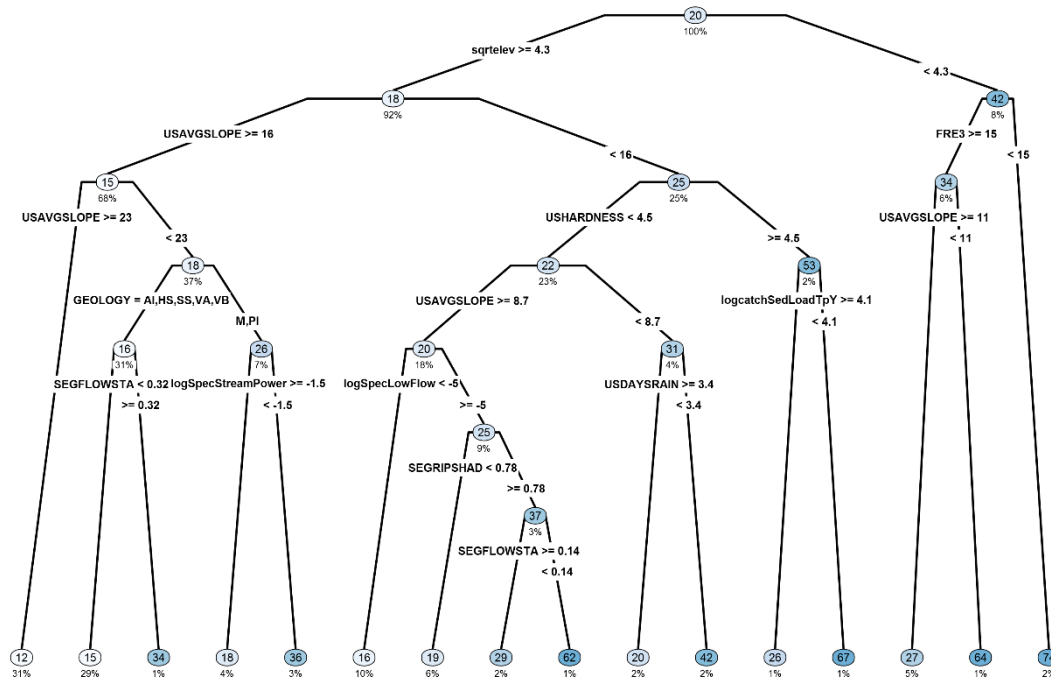 20
100%
sqrtelev >= 4.3
< 4.3
18
92%
42
8%
USAVGSLOPE >= 16
< 16
FRE3 >= 15
< 15
15
68%
25
25%
34
6%
USAVGSLOPE >= 23
< 23
USHARDNESS < 4.5
>= 4.5
USAVGSLOPE >= 11
< 11
18
37%
22
23%
53
2%
GEOLOGY = AI,HS,SS,VA,VB
M,PI
USAVGSLOPE >= 8.7
< 8.7
logcatchSedLoadTpY >= 4.1
< 4.1
16
31%
26
7%
20
18%
31
4%
SEGFLOWSTA < 0.32
>= 0.32
logSpecStreamPower >= -1.5
< -1.5
logSpecLowFlow < -5
>= -5
USDAYSRAIN >= 3.4
< 3.4
25
9%
SEGRIPSHAD < 0.78
>= 0.78
37
3%
SEGFLOWSTA >= 0.14
< 0.14
12 15 34 18 36 16 19 29 62 20 42 26 67 27 64
31% 29% 1% 4% 3% 10% 6% 2% 1% 2% 2% 1% 1% 5% 1%